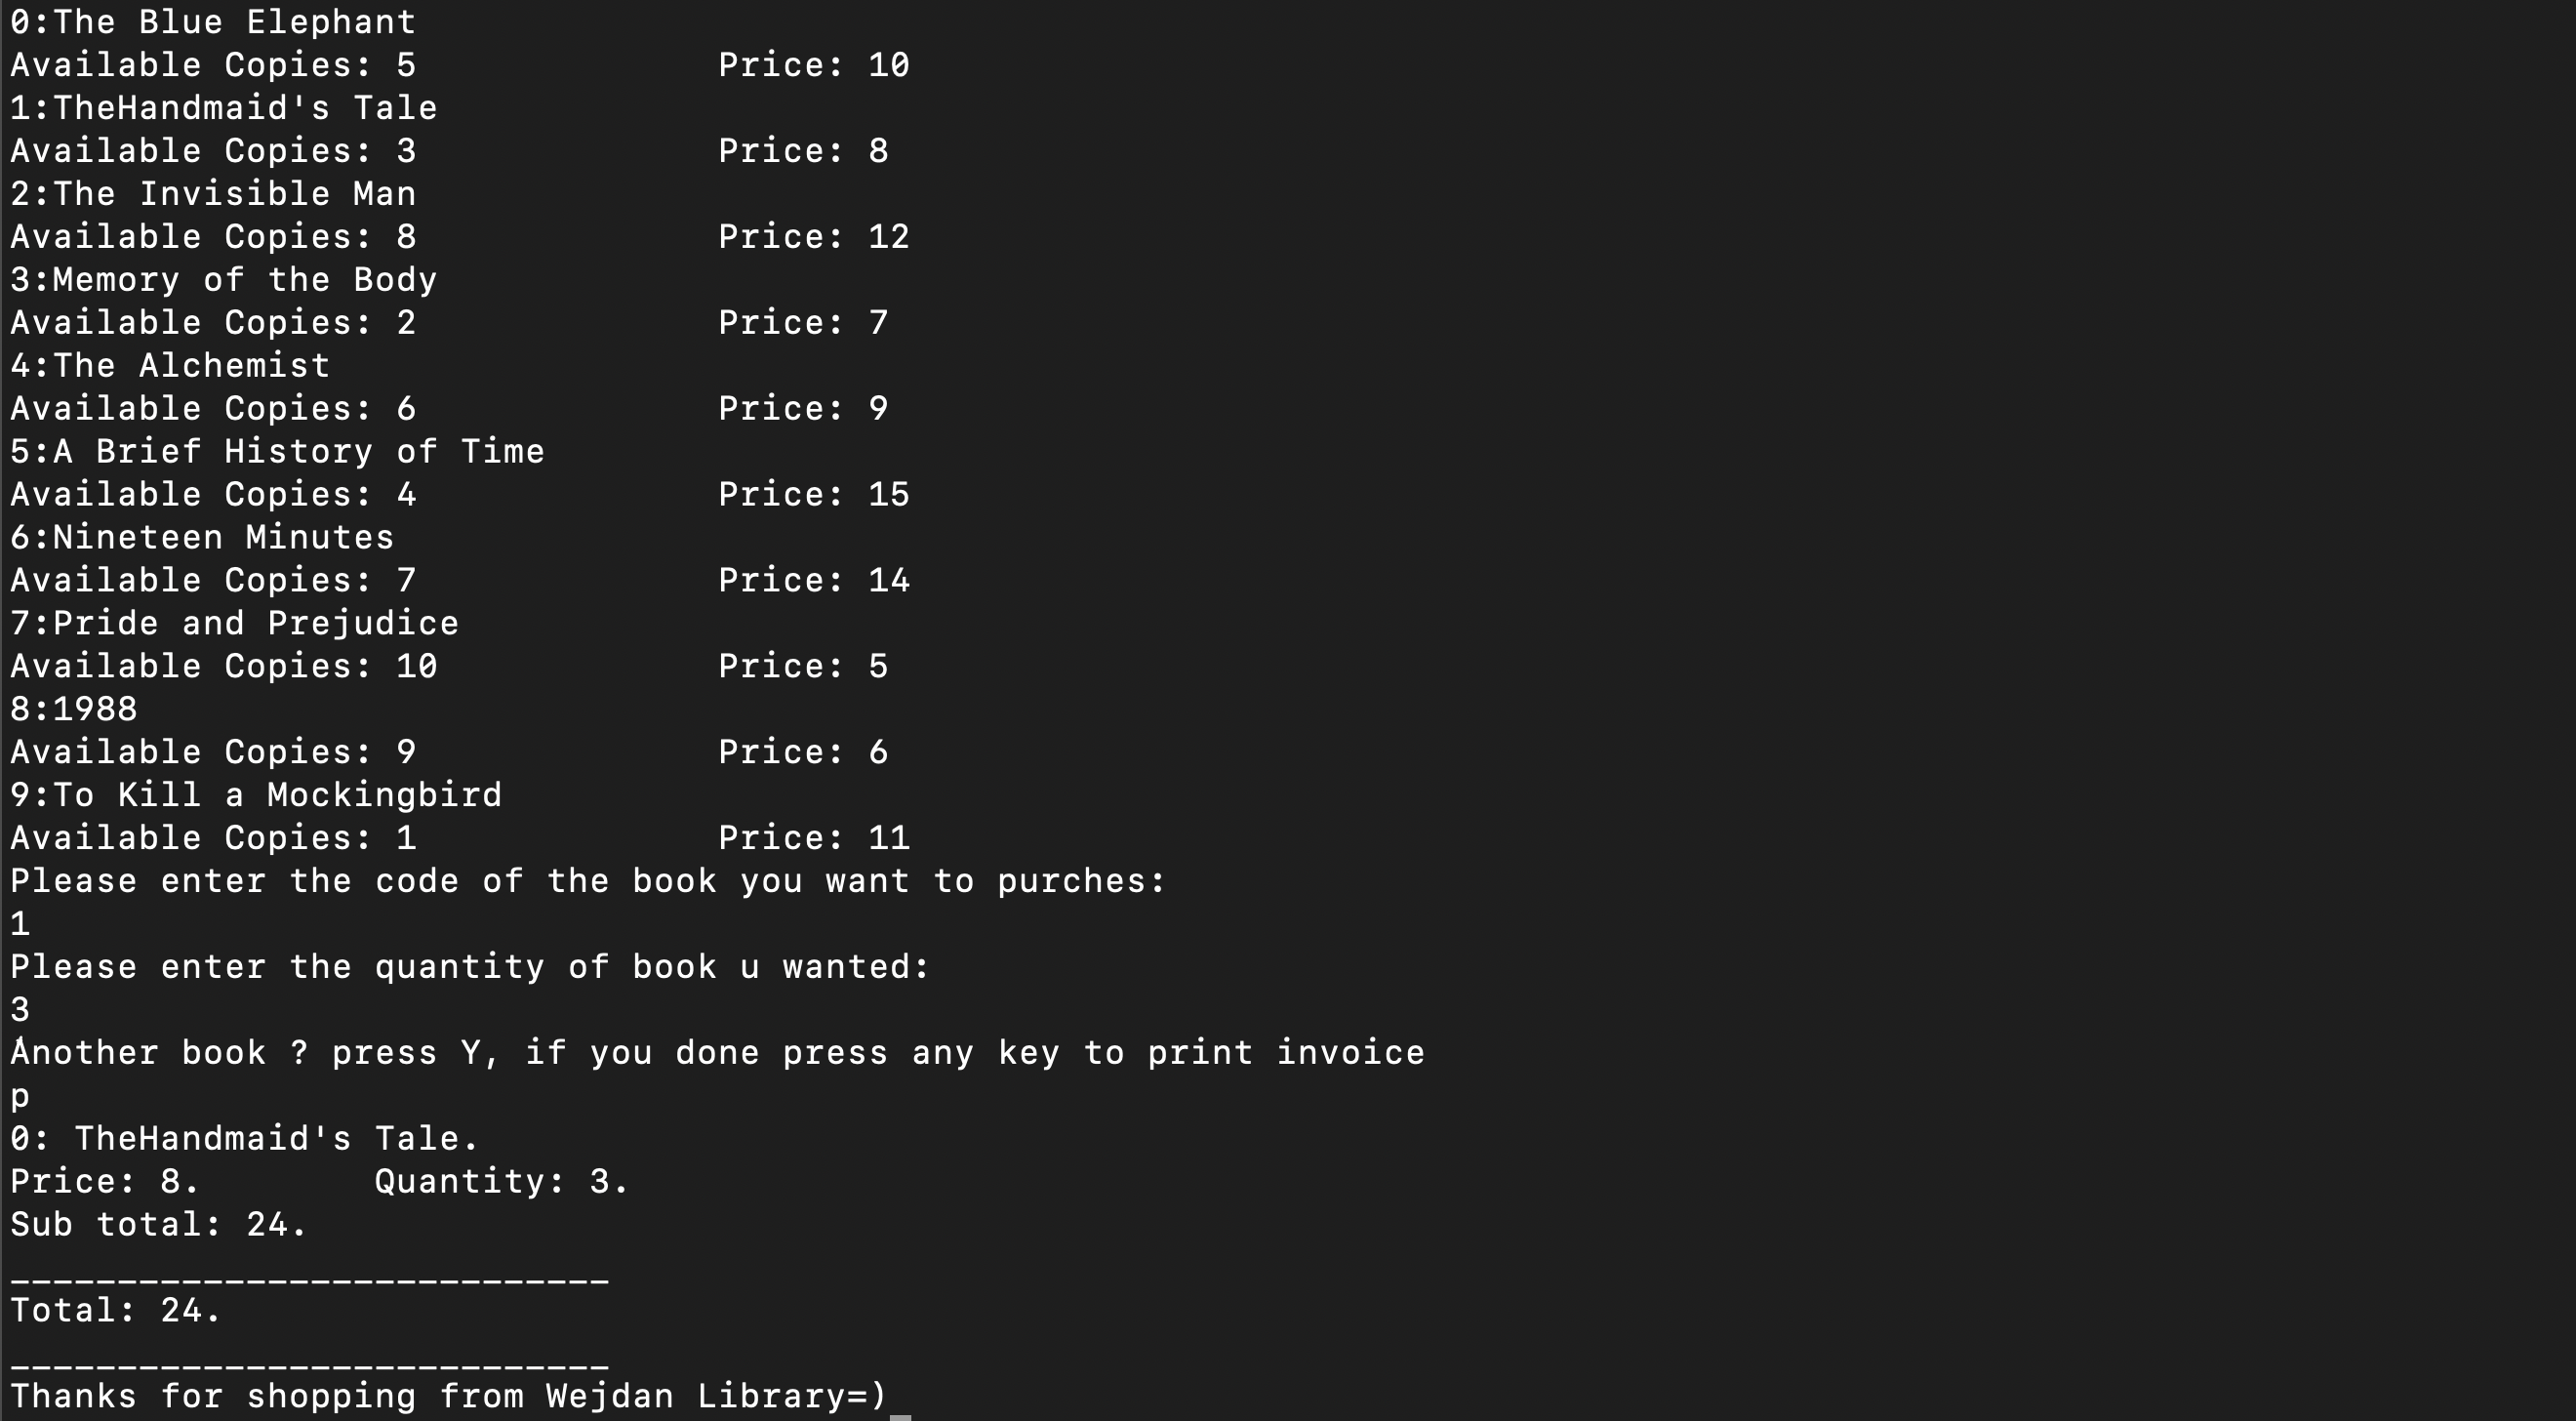 0:The Blue Elephant
Available Copies: 5              Price: 10
1:TheHandmaid's Tale
Available Copies: 3              Price: 8
2:The Invisible Man
Available Copies: 8              Price: 12
3:Memory of the Body
Available Copies: 2              Price: 7
4:The Alchemist
Available Copies: 6              Price: 9
5:A Brief History of Time
Available Copies: 4              Price: 15
6:Nineteen Minutes
Available Copies: 7              Price: 14
7:Pride and Prejudice
Available Copies: 10             Price: 5
8:1988
Available Copies: 9              Price: 6
9:To Kill a Mockingbird
Available Copies: 1              Price: 11
Please enter the code of the book you want to purches:
1
Please enter the quantity of book u wanted:
3
Another book ? press Y, if you done press any key to print invoice
p
0: TheHandmaid's Tale.
Price: 8.        Quantity: 3.
Sub total: 24.
____________________________
Total: 24.
____________________________
Thanks for shopping from Wejdan Library=)